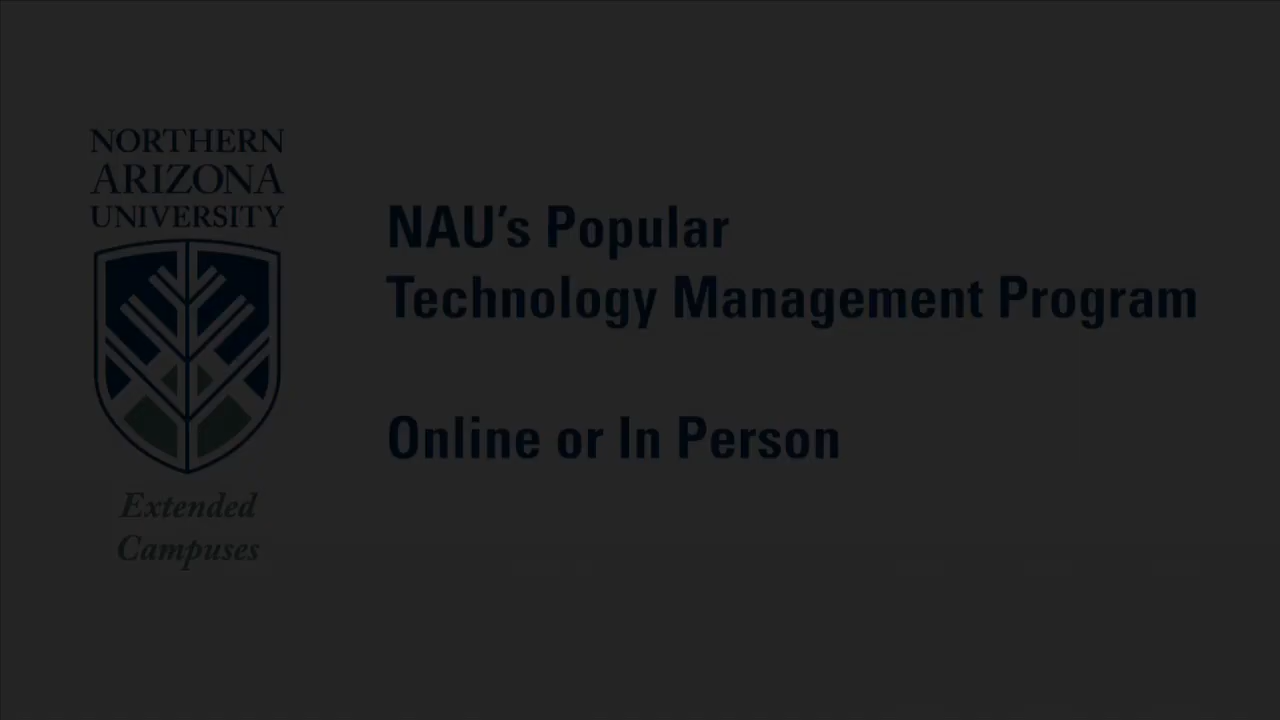 NORTHERN
ARIZONA
UNIVERSITY
Extended
Campuses
NAU’s Popular
Technology Management Program
Online or In Person